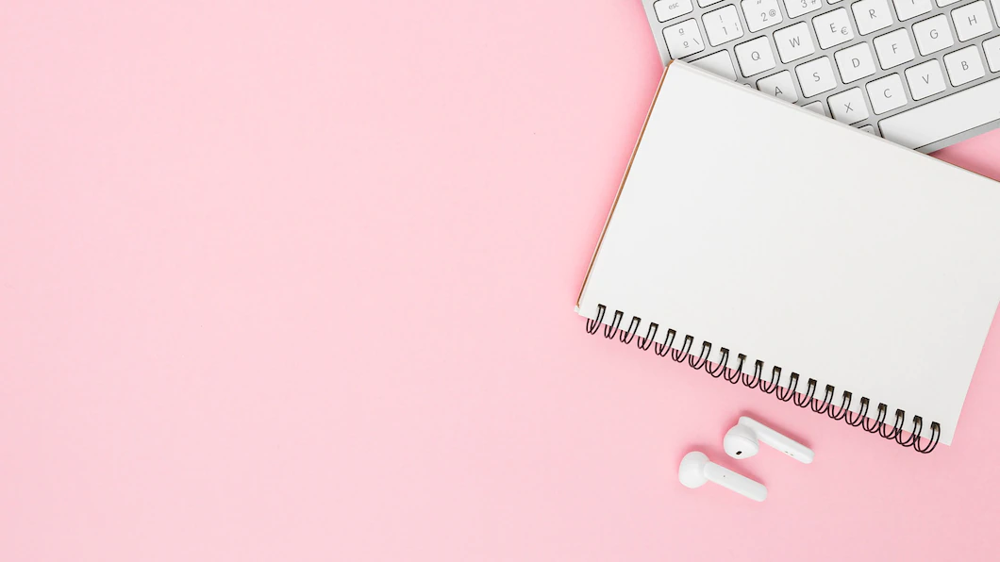 esc
º ª \ | ! 1 " 2 @ 3 #
Q W E € R T
A S D F G H
X C V B